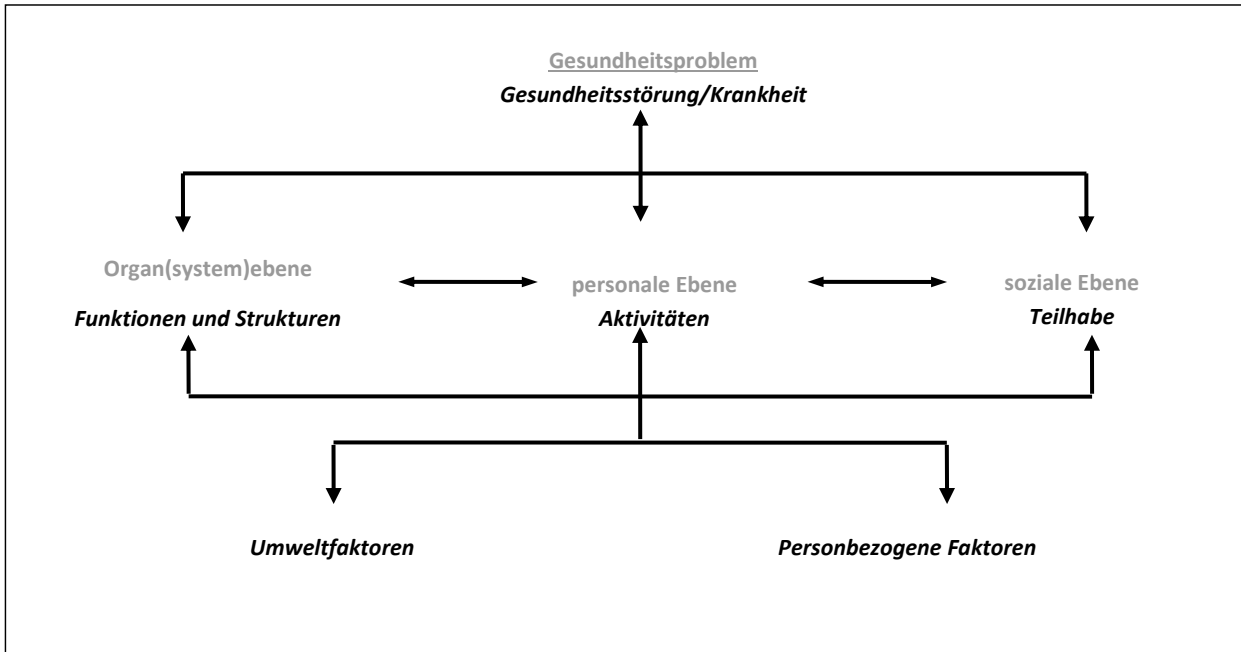 Gesundheitsproblem
Gesundheitsstörung/Krankheit
Organ(system)ebene
Funktionen und Strukturen
personale Ebene
Aktivitäten
soziale Ebene
Teilhabe
Umweltfaktoren
Personbezogene Faktoren